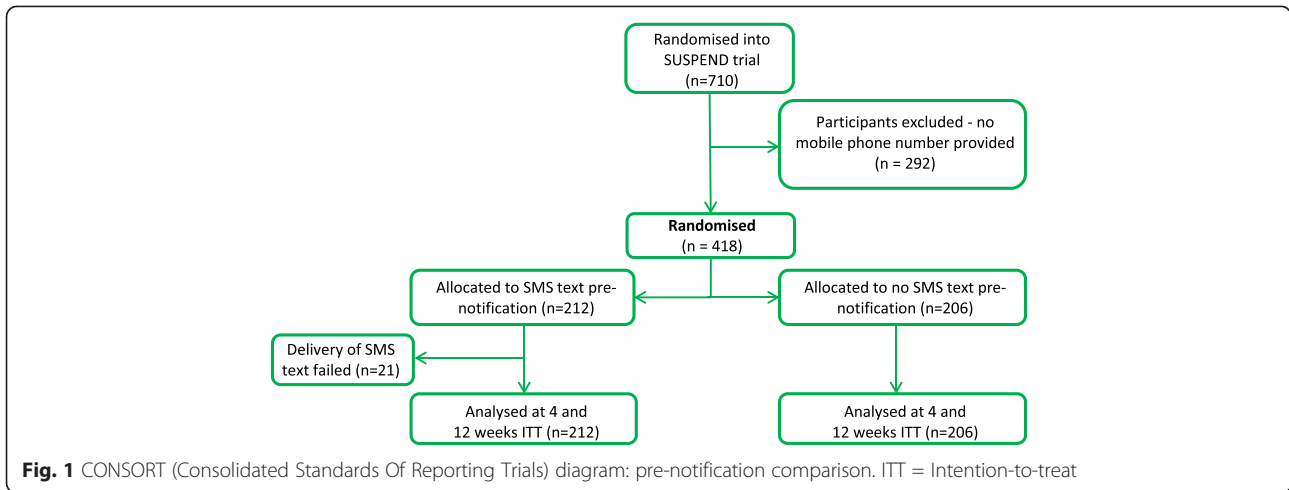 Randomised into
SUSPEND trial
(n=710)
Participants excluded - no
mobile phone number provided
(n = 292)
Randomised
(n = 418)
Allocated to SMS text pre-
notification (n=212)
Allocated to no SMS text pre-
notification (n=206)
Delivery of SMS
text failed (n=21)
Analysed at 4 and
12 weeks ITT (n=212)
Analysed at 4 and
12 weeks ITT (n=206)
Fig. 1 CONSORT (Consolidated Standards Of Reporting Trials) diagram: pre-notification comparison. ITT = Intention-to-treat